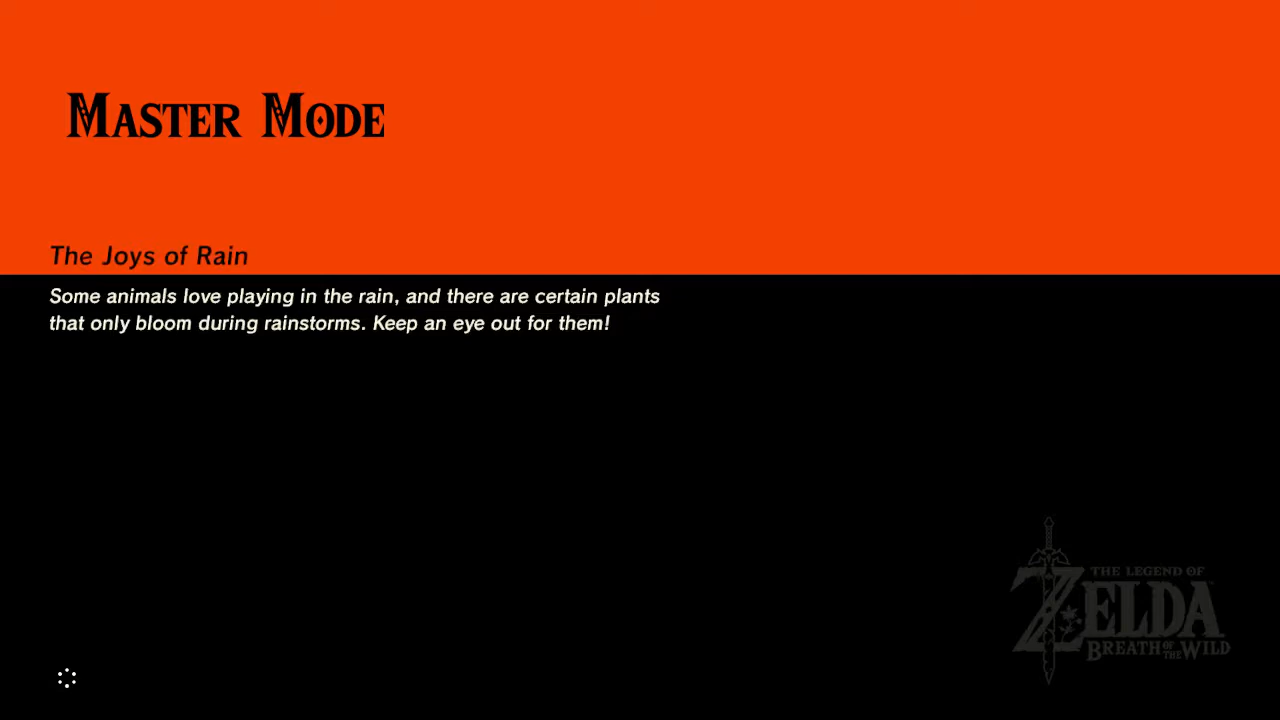 MASTER MODE
The Joys of Rain
Some animals love playing in the rain, and there are certain plants
that only bloom during rainstorms. Keep an eye out for them!
THE LEGEND OF
ZELDA
BREATH OF THE WILD